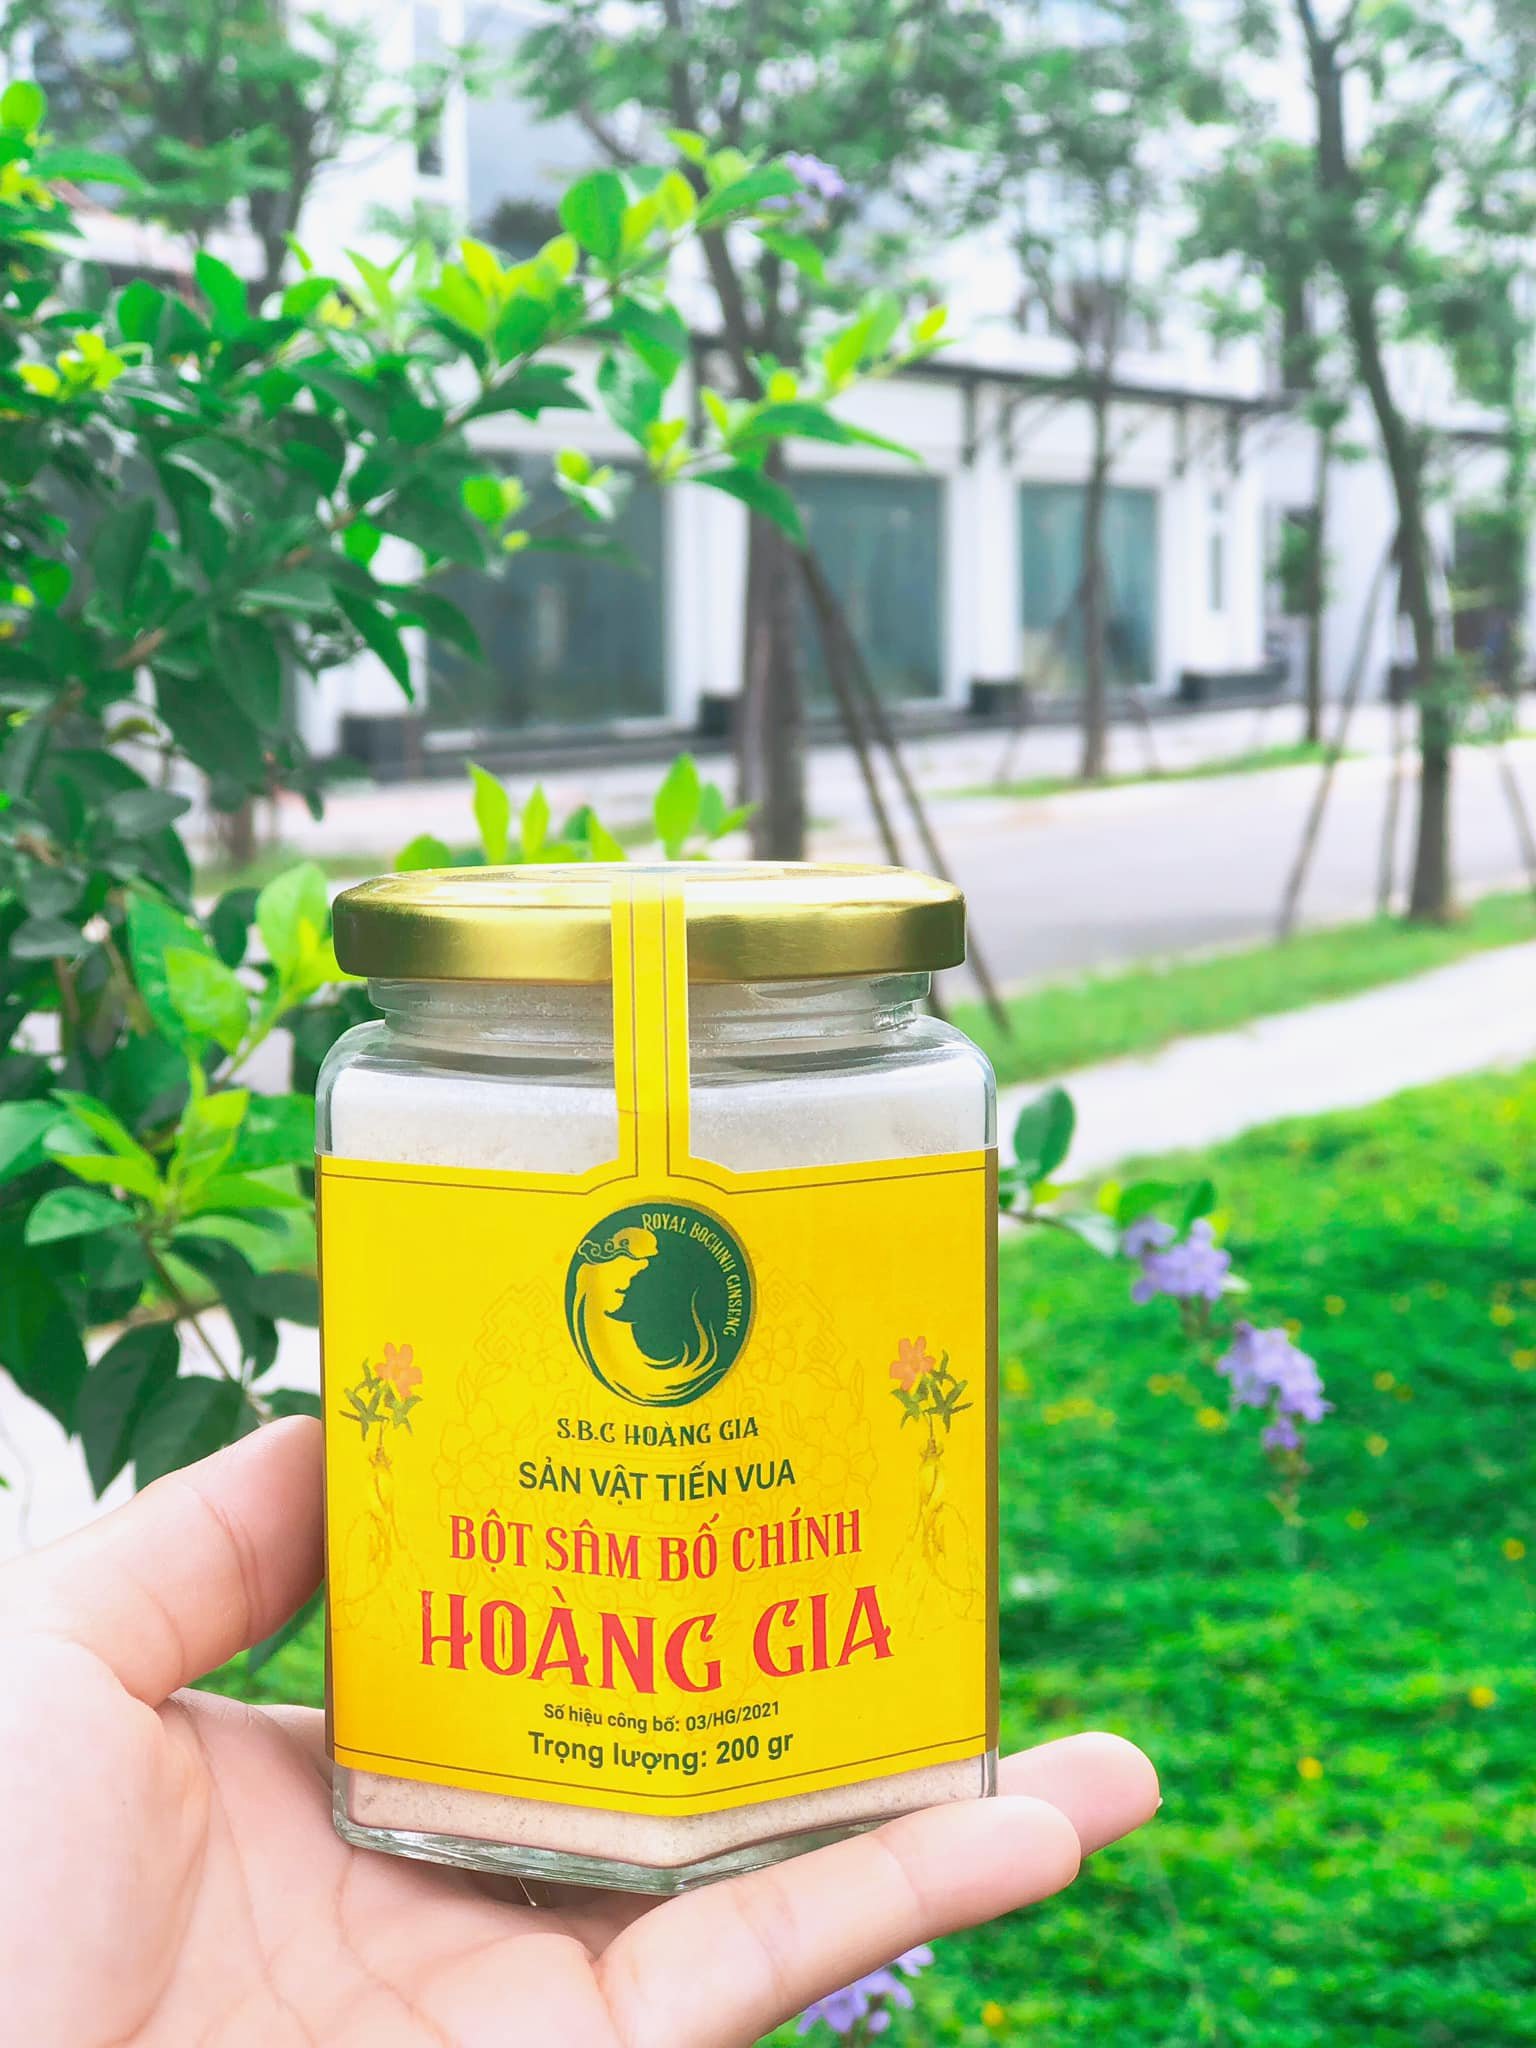 ROYAL BOCHINH GINSENG
S.B.C HOÀNG GIA
SẢN VẬT TIẾN VUA
BỘT SÂM BỐ CHÍNH
HOÀNG GIA
Số hiệu công bố: 03/HG/2021
Trọng lượng: 200 gr